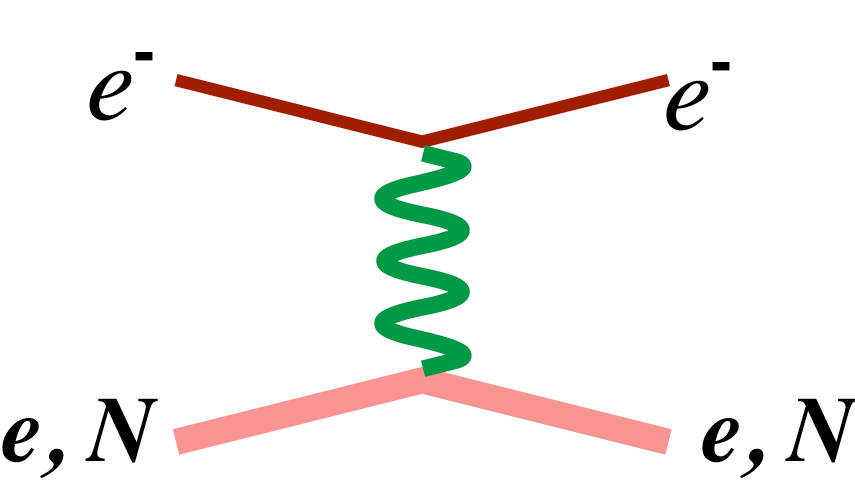 e- e-
e, N e, N